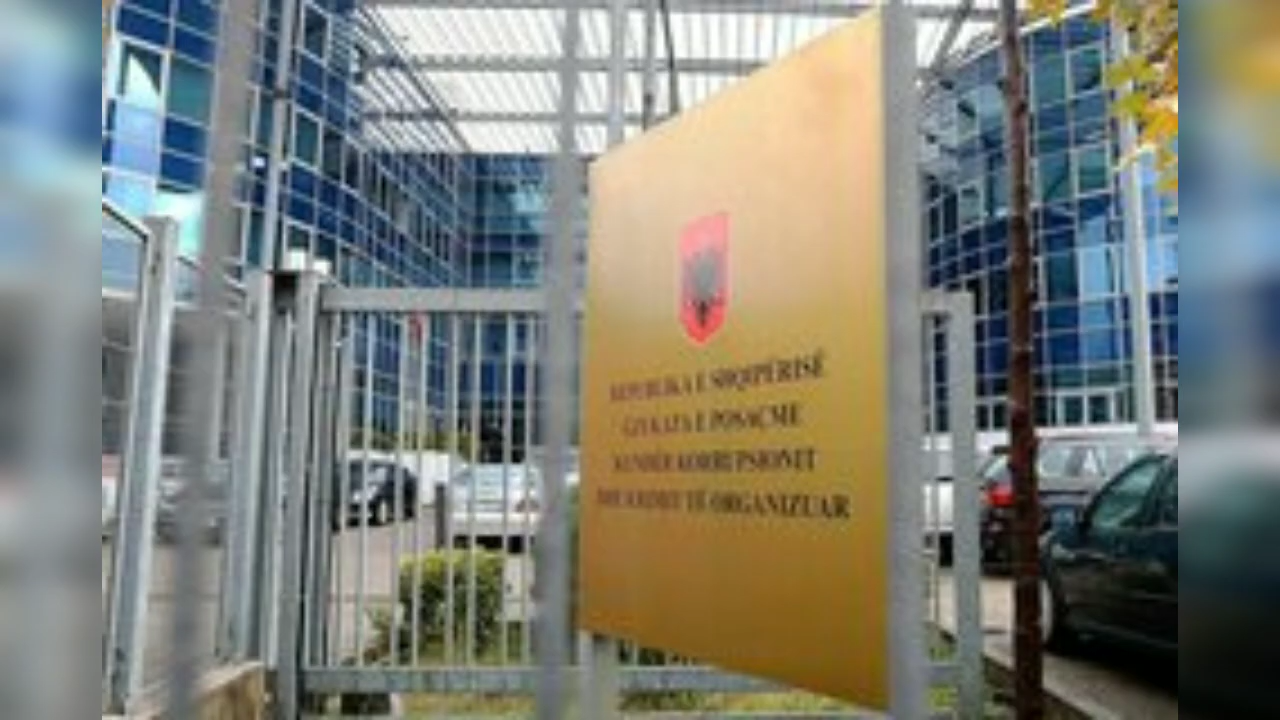 REPUBLIKA E SHQIPËRISË
GJYKATA E POSAÇME
KUNDËR KORRUPSIONIT
DHE KRIMIT TË ORGANIZUAR